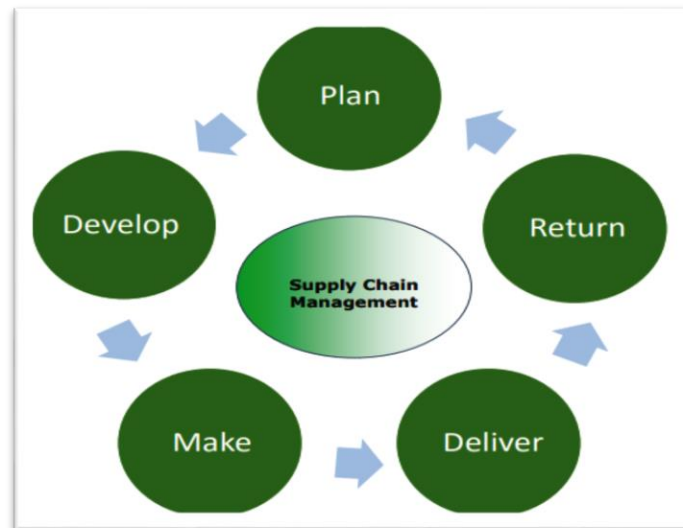 Plan
Develop
Return
Supply Chain
Management
Make
Deliver